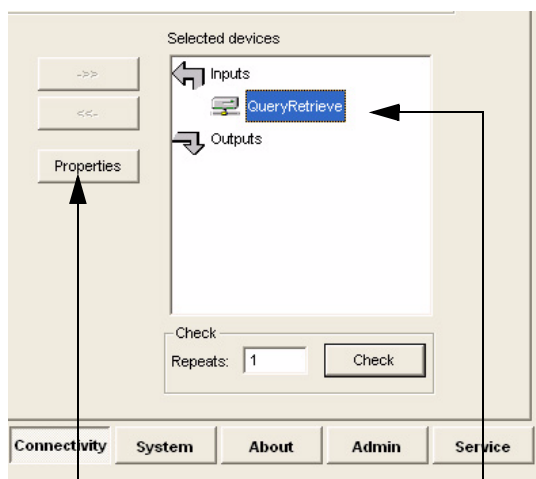 Selected devices
->>
Inputs
QueryRetrieve
<<-
Outputs
Properties
Check
Repeats: 1 Check
Connectivity System About Admin Service